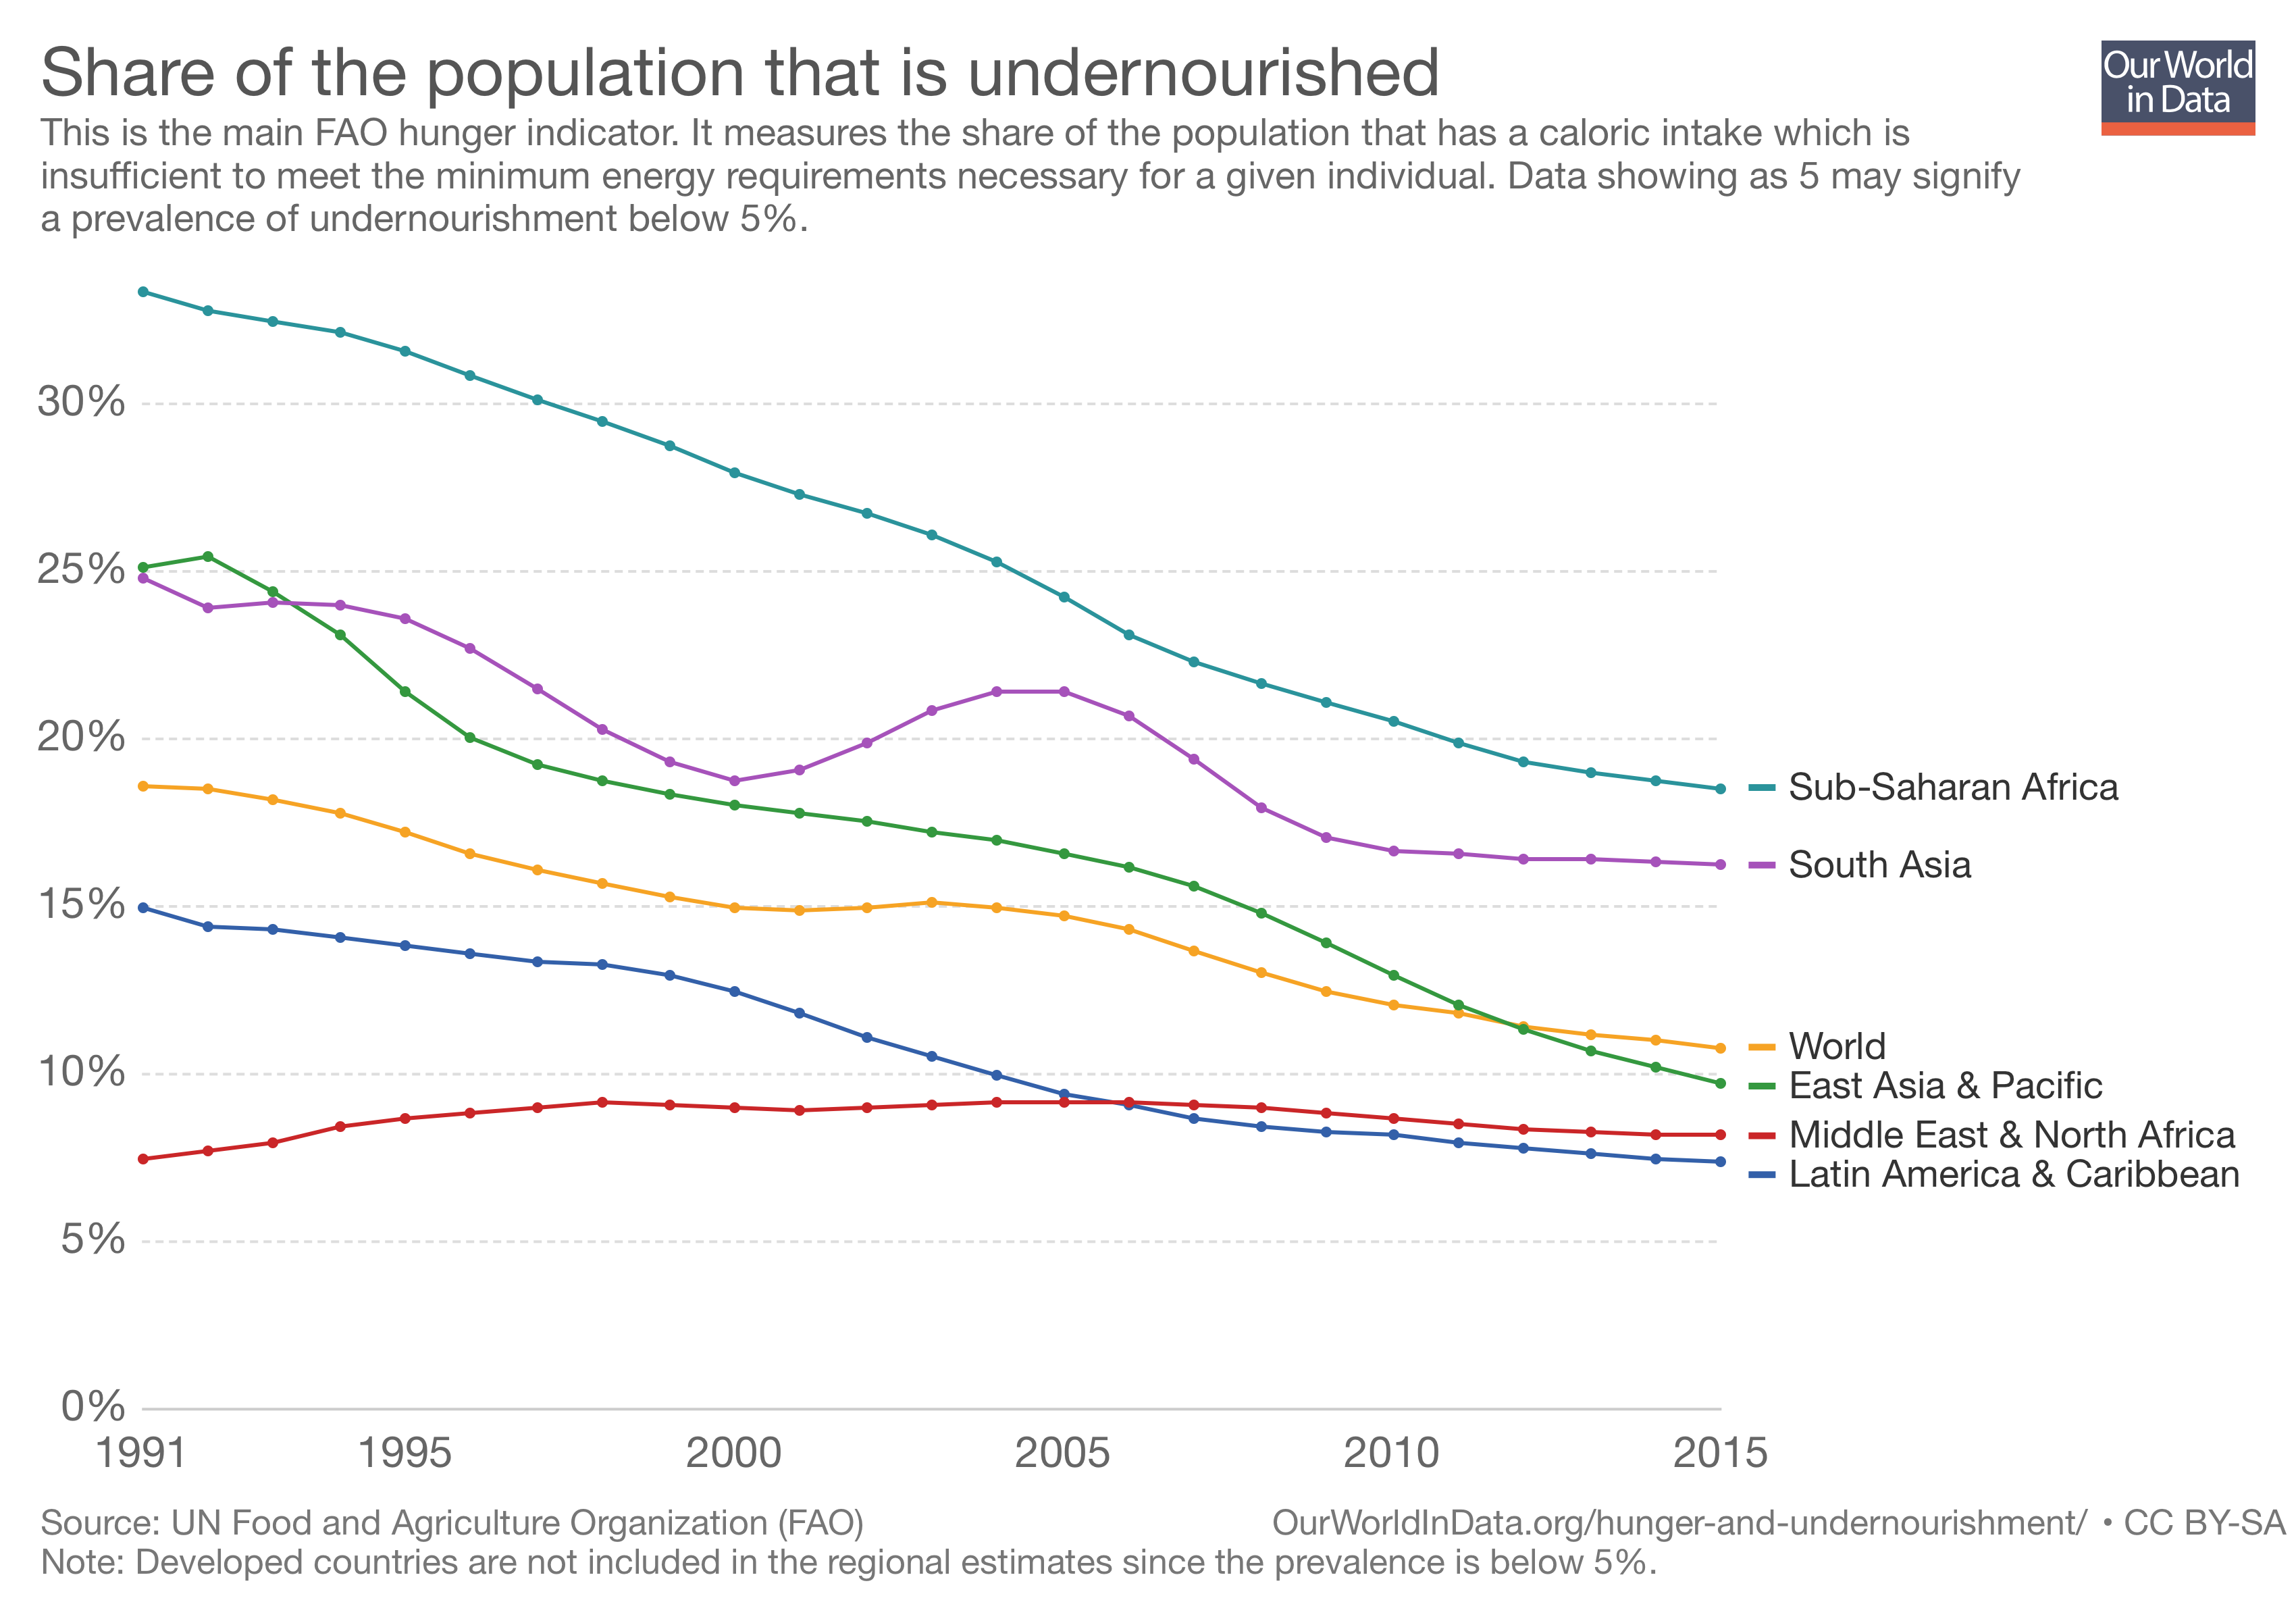 Share of the population that is undernourished
Our World
in Data
This is the main FAO hunger indicator. It measures the share of the population that has a caloric intake which is
insufficient to meet the minimum energy requirements necessary for a given individual. Data showing as 5 may signify
a prevalence of undernourishment below 5%.
30%
25%
20%
15%
10%
5%
0%
Sub-Saharan Africa
South Asia
World
East Asia & Pacific
Middle East & North Africa
Latin America & Caribbean
1991 1995 2000 2005 2010 2015
Source: UN Food and Agriculture Organization (FAO)
OurWorldInData.org/hunger-and-undernourishment/ • CC BY-SA
Note: Developed countries are not included in the regional estimates since the prevalence is below 5%.